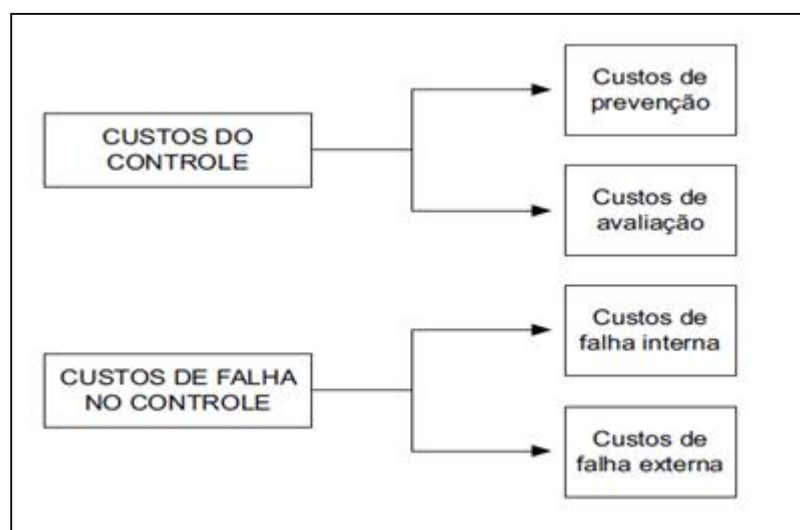 CUSTOS DO
CONTROLE
Custos de
prevenção
Custos de
avaliação
CUSTOS DE FALHA
NO CONTROLE
Custos de
falha interna
Custos de
falha externa